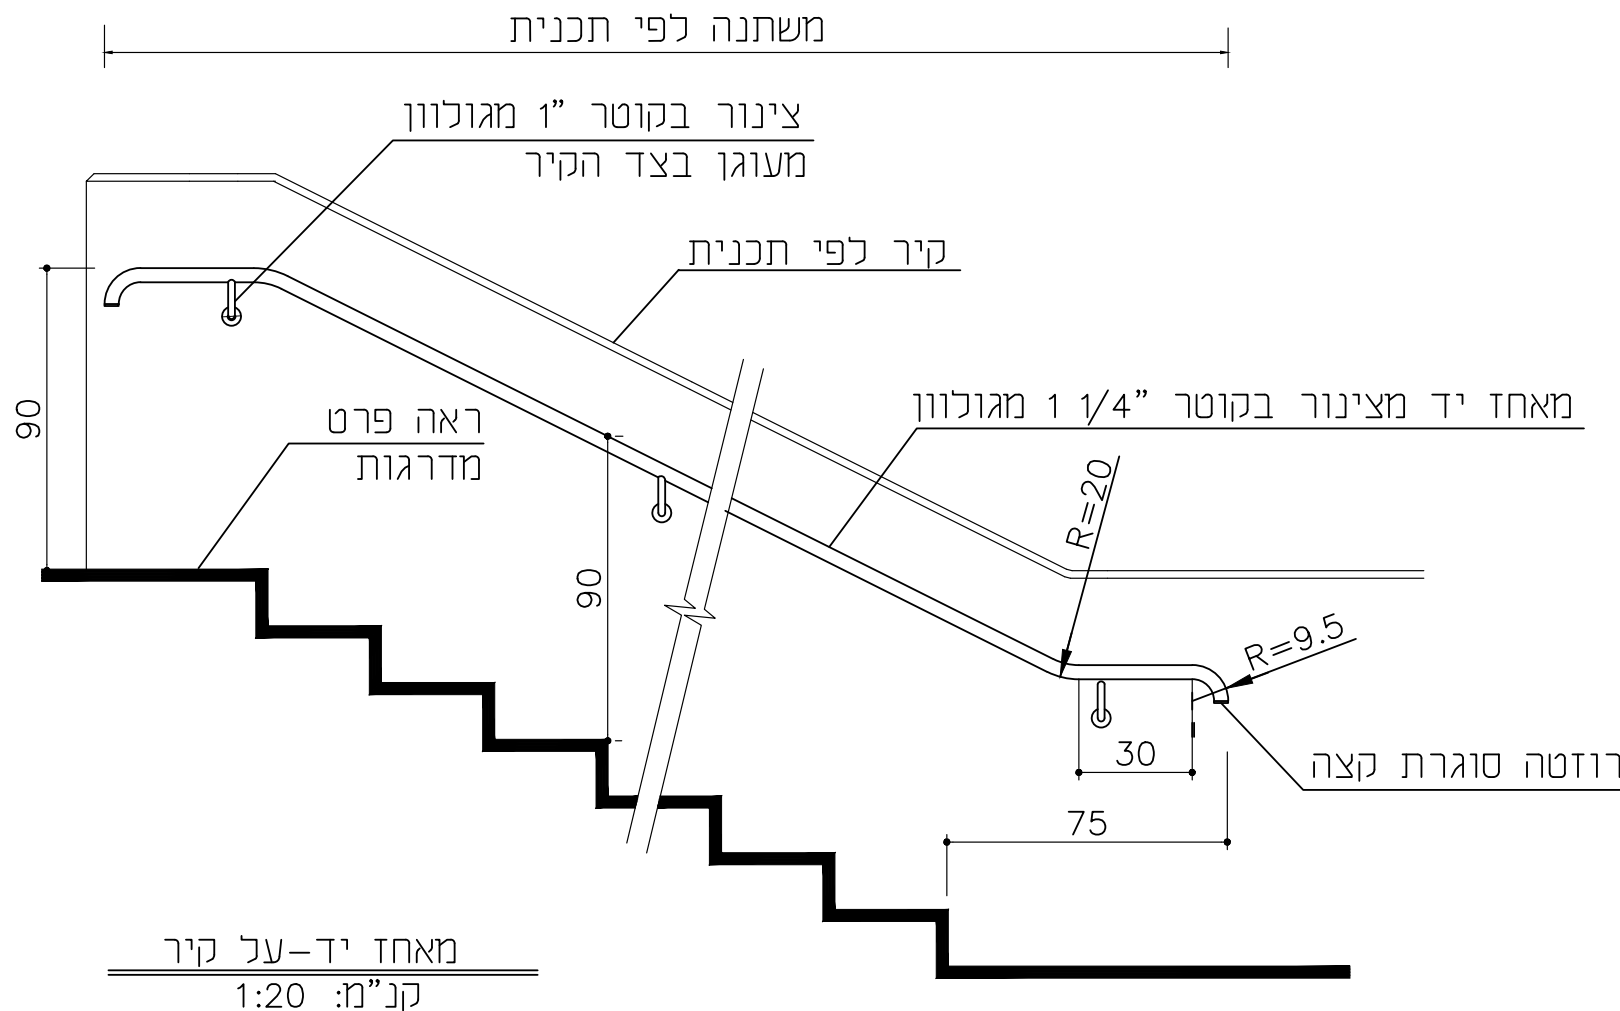 משתנה לפי תכנית
צינור בקוטר 1” מגולוון
מעוגן בצד הקיר
קיר לפי תכנית
מאחז יד מצינור בקוטר 1 1/4” מגולוון
ראה פרט
מדרגות
90
90
R=20
R=9.5
30
רוזטה סוגרת קצה
75
מאחז יד-על קיר
קנ”מ: 1:20